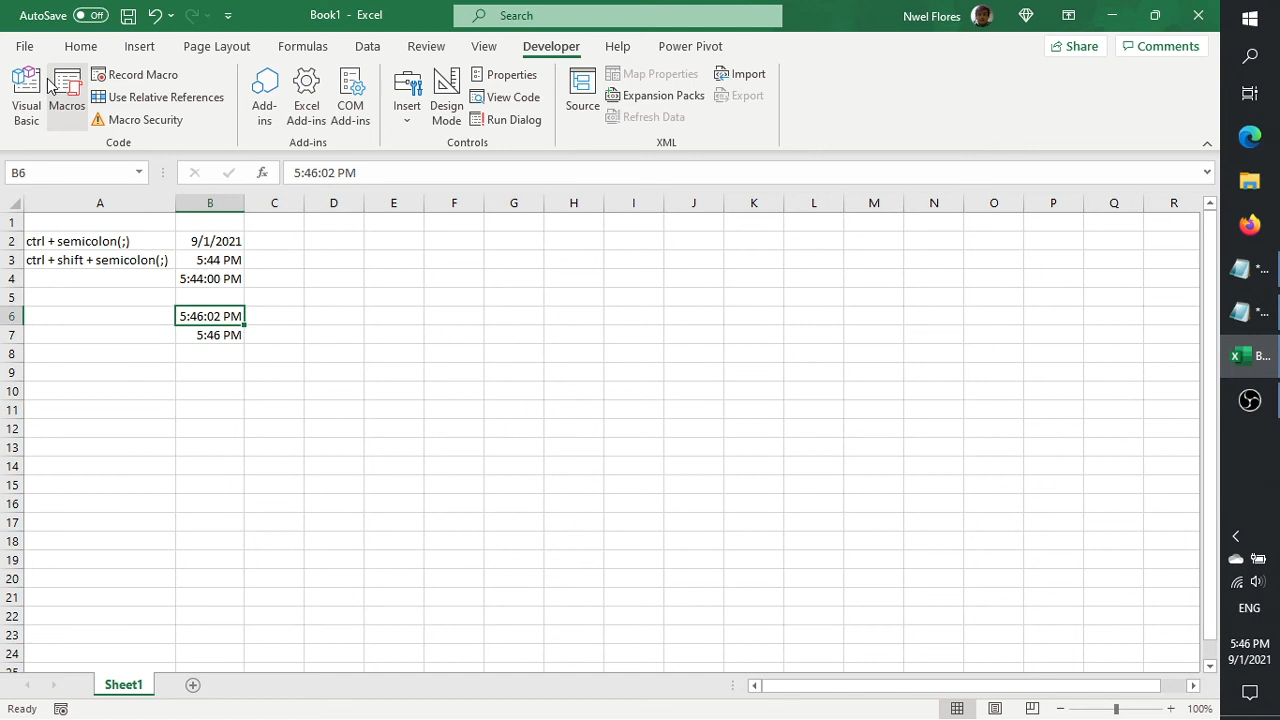 AutoSave Off Book1 - Excel Search Nwel Flores
File Home Insert Page Layout Formulas Data Review View Developer Help Power Pivot Share Comments
Visual Basic Macros Record Macro Use Relative References Macro Security Code
Add-ins Excel Add-ins COM Add-ins Add-ins
Insert Design Mode Properties View Code Run Dialog Controls
Source Map Properties Expansion Packs Refresh Data Import Export XML
B6 fx 5:46:02 PM
A B C D E F G H I J K L M N O P Q R
1
2 ctrl + semicolon(;) 9/1/2021
3 ctrl + shift + semicolon(;) 5:44 PM
4 5:44:00 PM
5
6 5:46:02 PM
7 5:46 PM
8
9
10
11
12
13
14
15
16
17
18
19
20
21
22
23
24
25
Sheet1
Ready 100%
*...
*...
B...
ENG
5:46 PM
9/1/2021